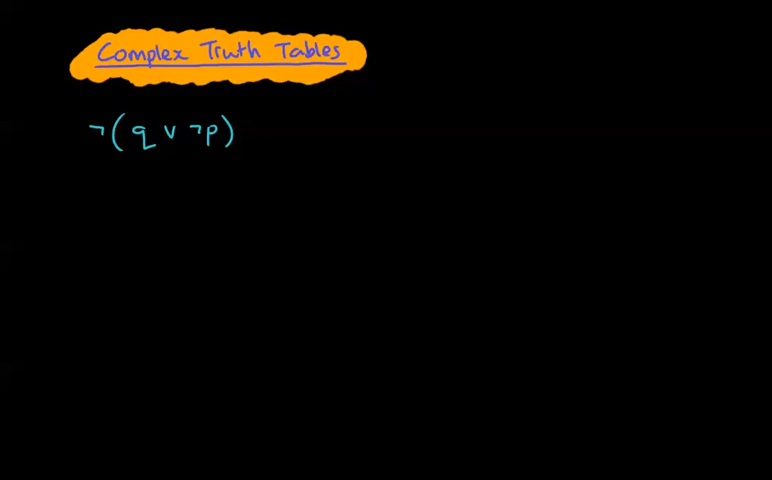 Complex Truth Tables
¬(q ∨ ¬p)